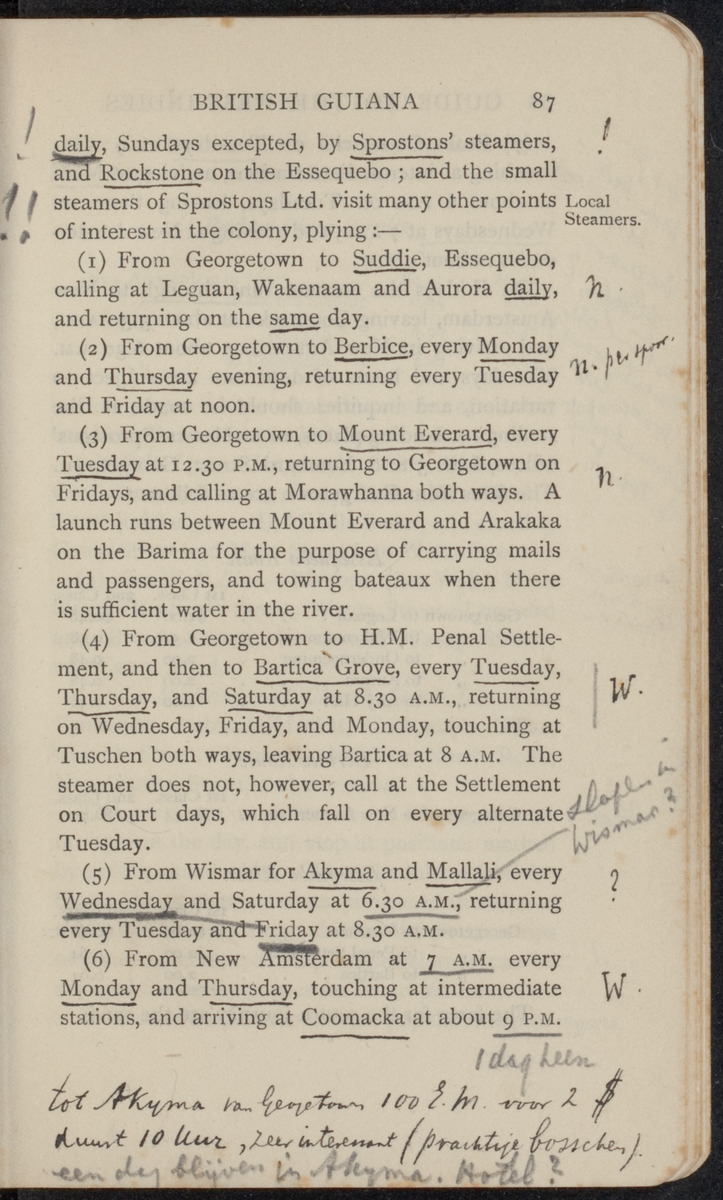 BRITISH GUIANA 87
! daily, Sundays excepted, by Sprostons' steamers, !
and Rockstone on the Essequebo ; and the small
!! steamers of Sprostons Ltd. visit many other points Local
Steamers.
of interest in the colony, plying :—
(1) From Georgetown to Suddie, Essequebo,
calling at Leguan, Wakenaam and Aurora daily, n.
and returning on the same day.
(2) From Georgetown to Berbice, every Monday
and Thursday evening, returning every Tuesday n. per spoor.
and Friday at noon.
(3) From Georgetown to Mount Everard, every
Tuesday at 12.30 P.M., returning to Georgetown on
Fridays, and calling at Morawhanna both ways. A n.
launch runs between Mount Everard and Arakaka
on the Barima for the purpose of carrying mails
and passengers, and towing bateaux when there
is sufficient water in the river.
(4) From Georgetown to H.M. Penal Settle-
ment, and then to Bartica Grove, every Tuesday,
Thursday, and Saturday at 8.30 A.M., returning W.
on Wednesday, Friday, and Monday, touching at
Tuschen both ways, leaving Bartica at 8 A.M. The
steamer does not, however, call at the Settlement
on Court days, which fall on every alternate slapen in
Tuesday. Wismar?
(5) From Wismar for Akyma and Mallali, every
Wednesday and Saturday at 6.30 A.M., returning ?
every Tuesday and Friday at 8.30 A.M.
(6) From New Amsterdam at 7 A.M. every
Monday and Thursday, touching at intermediate W.
stations, and arriving at Coomacka at about 9 P.M.
1 dag heen
tot Akyma van Georgetown 100 E.M. voor 2 $
duurt 10 Uur, zeer interessant (prachtige bosschen).
een dag blijven in Akyma. Hotel?